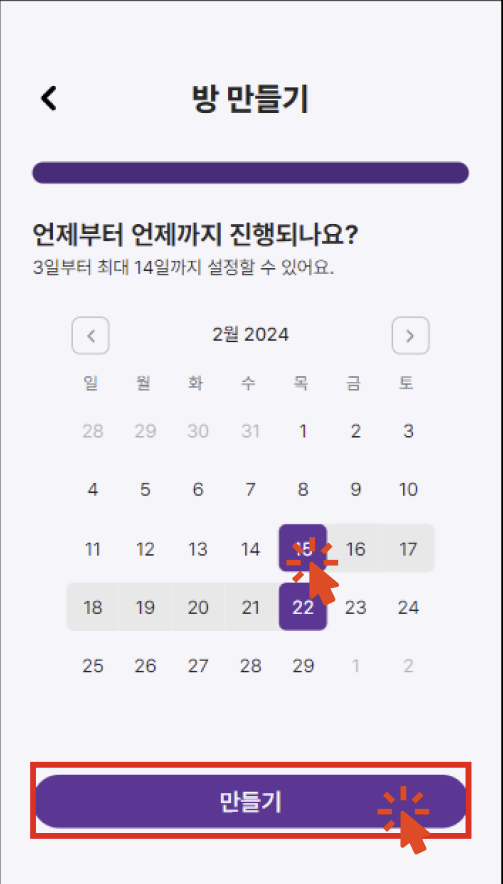 방 만들기
언제부터 언제까지 진행되나요?
3일부터 최대 14일까지 설정할 수 있어요.
2월 2024
일 월 화 수 목 금 토
28 29 30 31 1 2 3
4 5 6 7 8 9 10
11 12 13 14 15 16 17
18 19 20 21 22 23 24
25 26 27 28 29 1 2
만들기